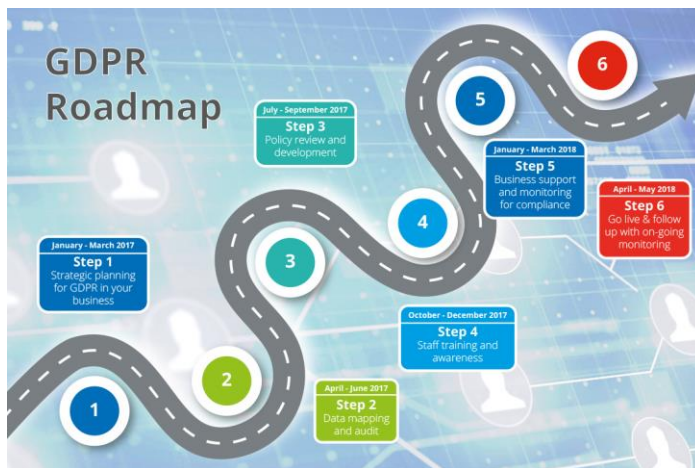 GDPR
Roadmap
January - March 2017
Step 1
Strategic planning
for GDPR in your
business
1
April - June 2017
Step 2
Data mapping
and audit
2
July - September 2017
Step 3
Policy review and
development
3
October - December 2017
Step 4
Staff training and
awareness
4
January - March 2018
Step 5
Business support
and monitoring
for compliance
5
April - May 2018
Step 6
Go live & follow
up with on-going
monitoring
6